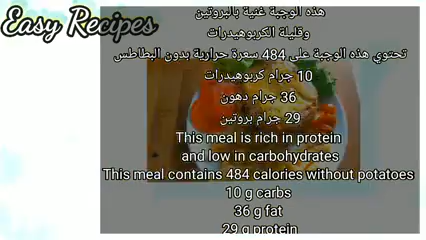 Easy Recipes
هذه الوجبة غنية بالبروتين
وقليلة الكربوهيدرات
تحتوي هذه الوجبة على 484 سعرة حرارية بدون البطاطس
10 جرام كربوهيدرات
36 جرام دهون
29 جرام بروتين
This meal is rich in protein
and low in carbohydrates
This meal contains 484 calories without potatoes
10 g carbs
36 g fat
29 g protein